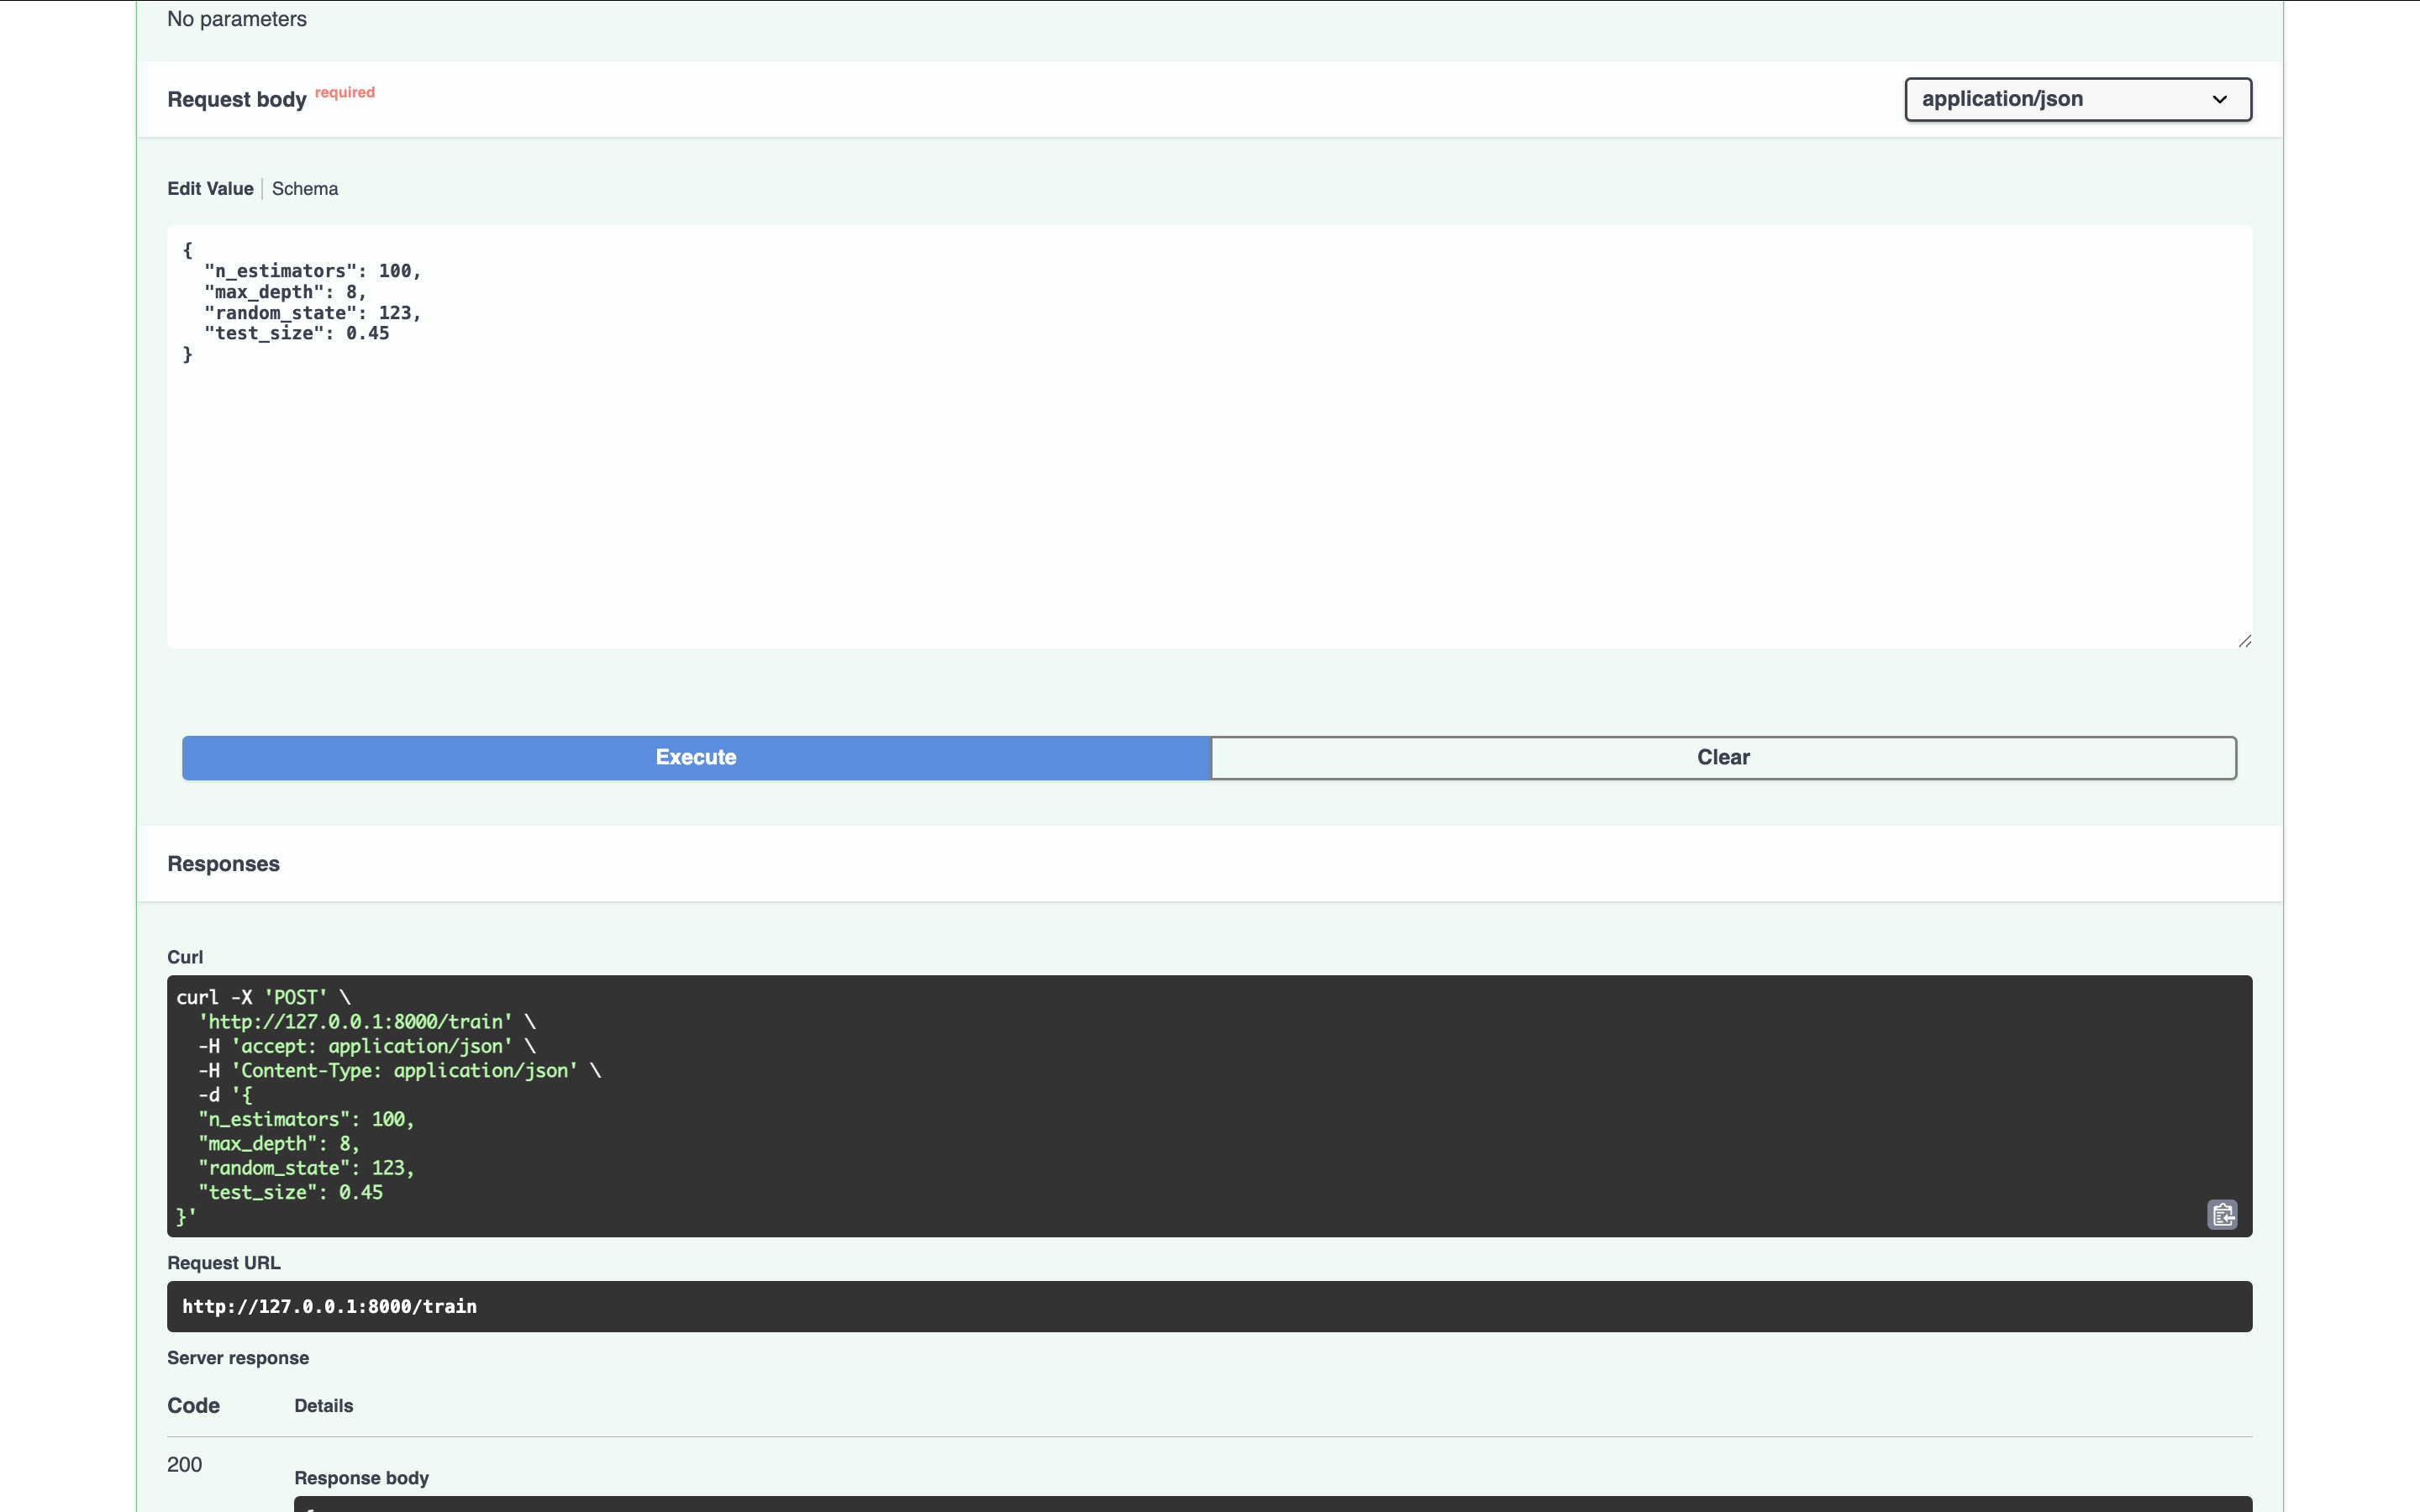 No parameters
Request body required
application/json
Edit Value Schema
{
  "n_estimators": 100,
  "max_depth": 8,
  "random_state": 123,
  "test_size": 0.45
}
Execute Clear
Responses
Curl
curl -X 'POST' \
  'http://127.0.0.1:8000/train' \
  -H 'accept: application/json' \
  -H 'Content-Type: application/json' \
  -d '{
  "n_estimators": 100,
  "max_depth": 8,
  "random_state": 123,
  "test_size": 0.45
}'
Request URL
http://127.0.0.1:8000/train
Server response
Code Details
200
Response body